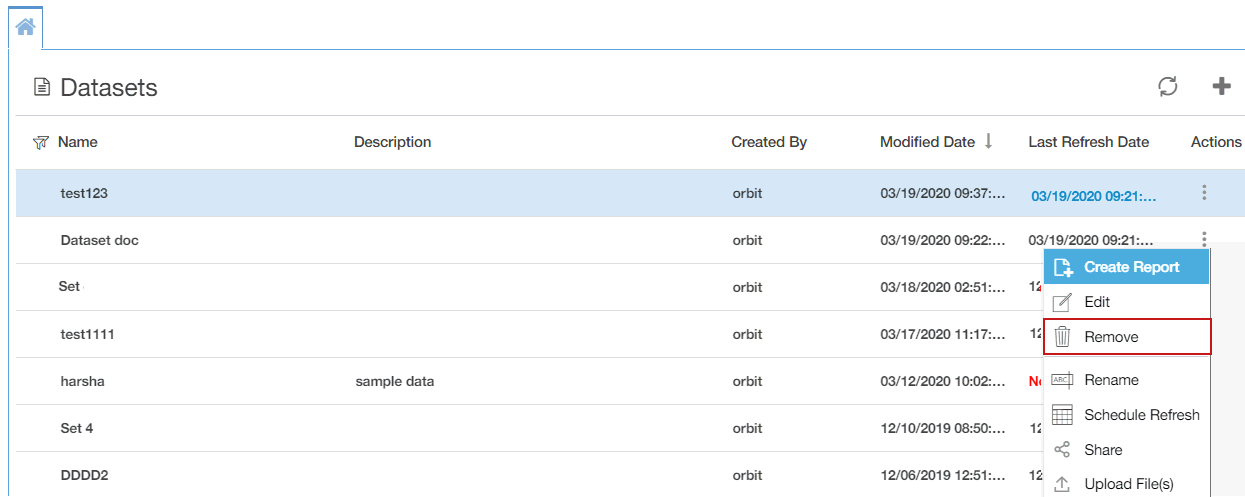 Datasets
Name Description Created By Modified Date Last Refresh Date Actions
test123 orbit 03/19/2020 09:37:... 03/19/2020 09:21:...
Dataset doc orbit 03/19/2020 09:22:... 03/19/2020 09:21:...
Create Report
Set orbit 03/18/2020 02:51:... 12
Edit
test1111 orbit 03/17/2020 11:17:... 12
Remove
harsha sample data orbit 03/12/2020 10:02:... No
ABC Rename
Schedule Refresh
Set 4 orbit 12/10/2019 08:50:... 12
Share
DDDD2 orbit 12/06/2019 12:51:... 12
Upload File(s)